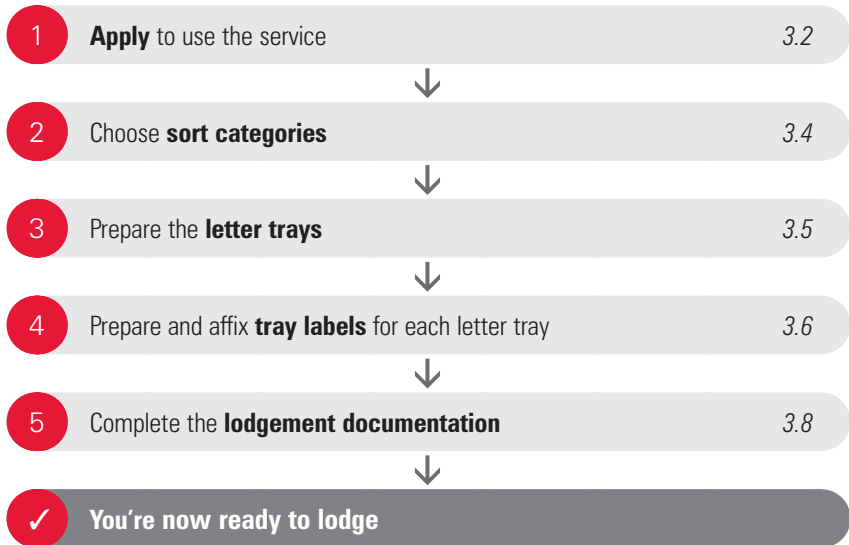 1 Apply to use the service 3.2
2 Choose sort categories 3.4
3 Prepare the letter trays 3.5
4 Prepare and affix tray labels for each letter tray 3.6
5 Complete the lodgement documentation 3.8
✓ You're now ready to lodge